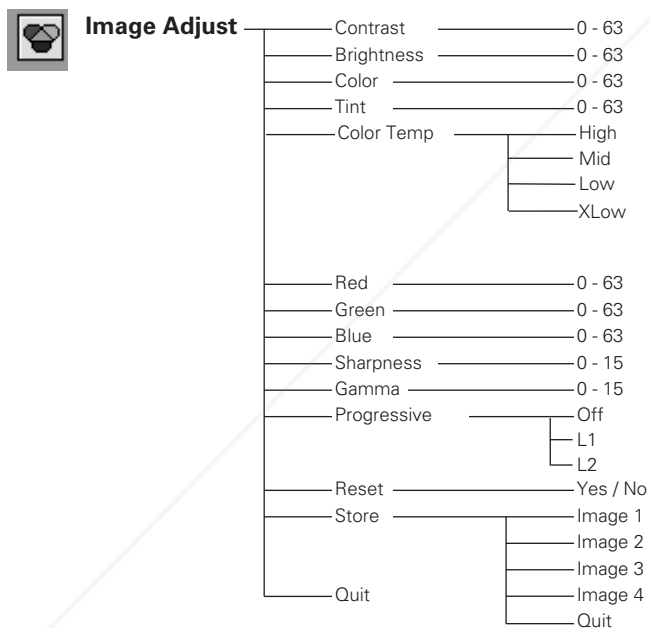 Image Adjust Contrast 0 - 63
Brightness 0 - 63
Color 0 - 63
Tint 0 - 63
Color Temp High
Mid
Low
XLow
Red 0 - 63
Green 0 - 63
Blue 0 - 63
Sharpness 0 - 15
Gamma 0 - 15
Progressive Off
L1
L2
Reset Yes / No
Store Image 1
Image 2
Image 3
Quit Image 4
Quit